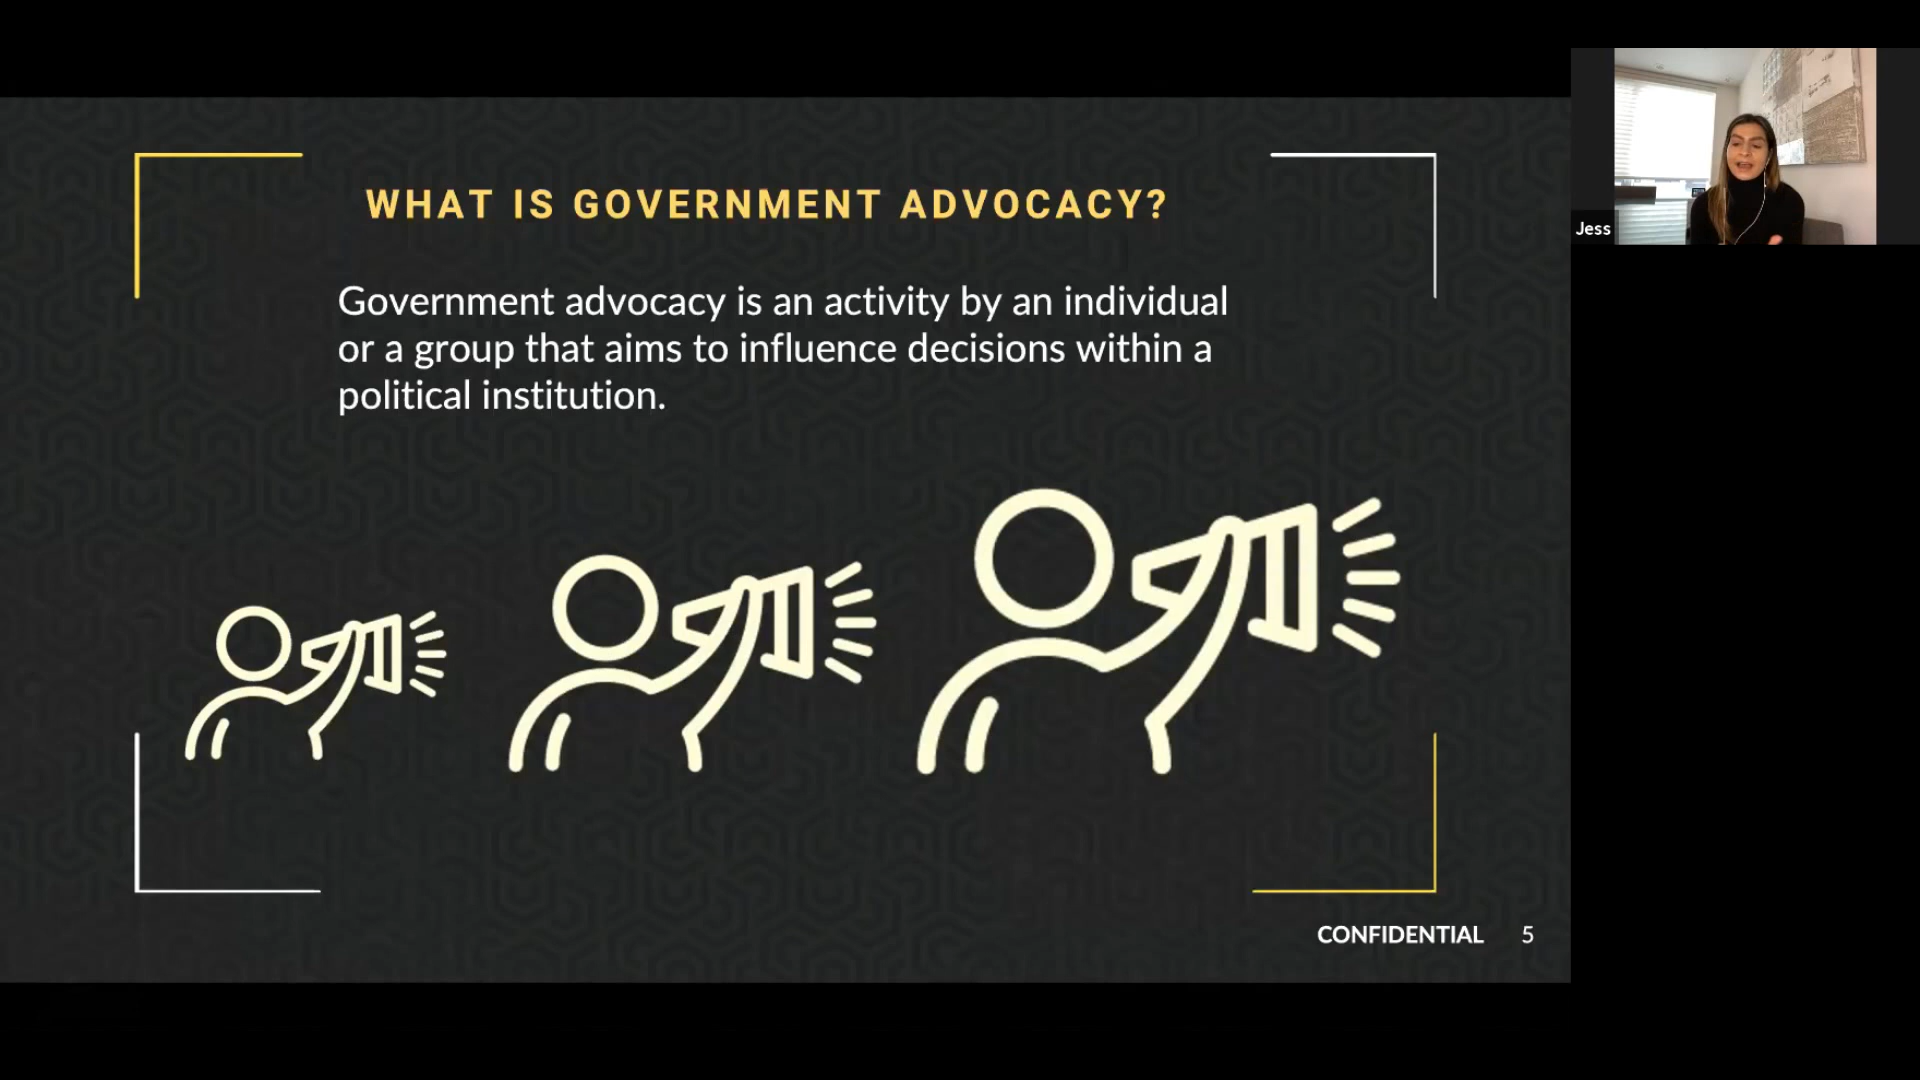 WHAT IS GOVERNMENT ADVOCACY?
Government advocacy is an activity by an individual
or a group that aims to influence decisions within a
political institution.
Jess
CONFIDENTIAL 5